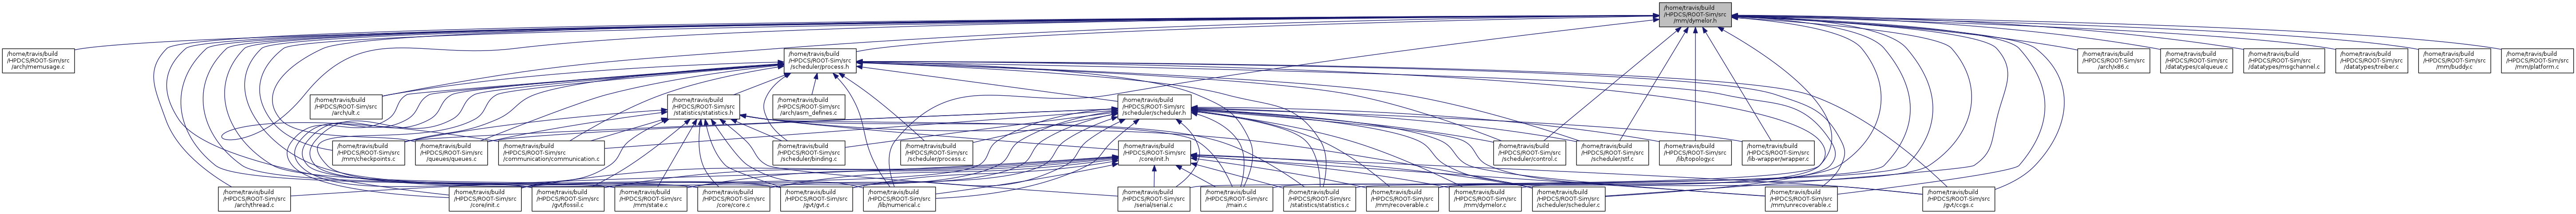 /home/travis/build
/HPDCS/ROOT-Sim/src
/mm/dymelor.h
/home/travis/build
/HPDCS/ROOT-Sim/src
/arch/memusage.c
/home/travis/build
/HPDCS/ROOT-Sim/src
/scheduler/process.h
/home/travis/build
/HPDCS/ROOT-Sim/src
/arch/x86.c
/home/travis/build
/HPDCS/ROOT-Sim/src
/datatypes/calqueue.c
/home/travis/build
/HPDCS/ROOT-Sim/src
/datatypes/msgchannel.c
/home/travis/build
/HPDCS/ROOT-Sim/src
/datatypes/treiber.c
/home/travis/build
/HPDCS/ROOT-Sim/src
/mm/buddy.c
/home/travis/build
/HPDCS/ROOT-Sim/src
/mm/platform.c
/home/travis/build
/HPDCS/ROOT-Sim/src
/arch/ult.c
/home/travis/build
/HPDCS/ROOT-Sim/src
/statistics/statistics.h
/home/travis/build
/HPDCS/ROOT-Sim/src
/arch/asm_defines.c
/home/travis/build
/HPDCS/ROOT-Sim/src
/scheduler/scheduler.h
/home/travis/build
/HPDCS/ROOT-Sim/src
/mm/checkpoints.c
/home/travis/build
/HPDCS/ROOT-Sim/src
/queues/queues.c
/home/travis/build
/HPDCS/ROOT-Sim/src
/communication/communication.c
/home/travis/build
/HPDCS/ROOT-Sim/src
/scheduler/binding.c
/home/travis/build
/HPDCS/ROOT-Sim/src
/scheduler/process.c
/home/travis/build
/HPDCS/ROOT-Sim/src
/core/init.h
/home/travis/build
/HPDCS/ROOT-Sim/src
/scheduler/control.c
/home/travis/build
/HPDCS/ROOT-Sim/src
/scheduler/stf.c
/home/travis/build
/HPDCS/ROOT-Sim/src
/lib/topology.c
/home/travis/build
/HPDCS/ROOT-Sim/src
/lib-wrapper/wrapper.c
/home/travis/build
/HPDCS/ROOT-Sim/src
/arch/thread.c
/home/travis/build
/HPDCS/ROOT-Sim/src
/core/init.c
/home/travis/build
/HPDCS/ROOT-Sim/src
/gvt/fossil.c
/home/travis/build
/HPDCS/ROOT-Sim/src
/mm/state.c
/home/travis/build
/HPDCS/ROOT-Sim/src
/core/core.c
/home/travis/build
/HPDCS/ROOT-Sim/src
/gvt/gvt.c
/home/travis/build
/HPDCS/ROOT-Sim/src
/lib/numerical.c
/home/travis/build
/HPDCS/ROOT-Sim/src
/serial/serial.c
/home/travis/build
/HPDCS/ROOT-Sim/src
/main.c
/home/travis/build
/HPDCS/ROOT-Sim/src
/statistics/statistics.c
/home/travis/build
/HPDCS/ROOT-Sim/src
/mm/recoverable.c
/home/travis/build
/HPDCS/ROOT-Sim/src
/mm/dymelor.c
/home/travis/build
/HPDCS/ROOT-Sim/src
/scheduler/scheduler.c
/home/travis/build
/HPDCS/ROOT-Sim/src
/mm/unrecoverable.c
/home/travis/build
/HPDCS/ROOT-Sim/src
/gvt/ccgs.c